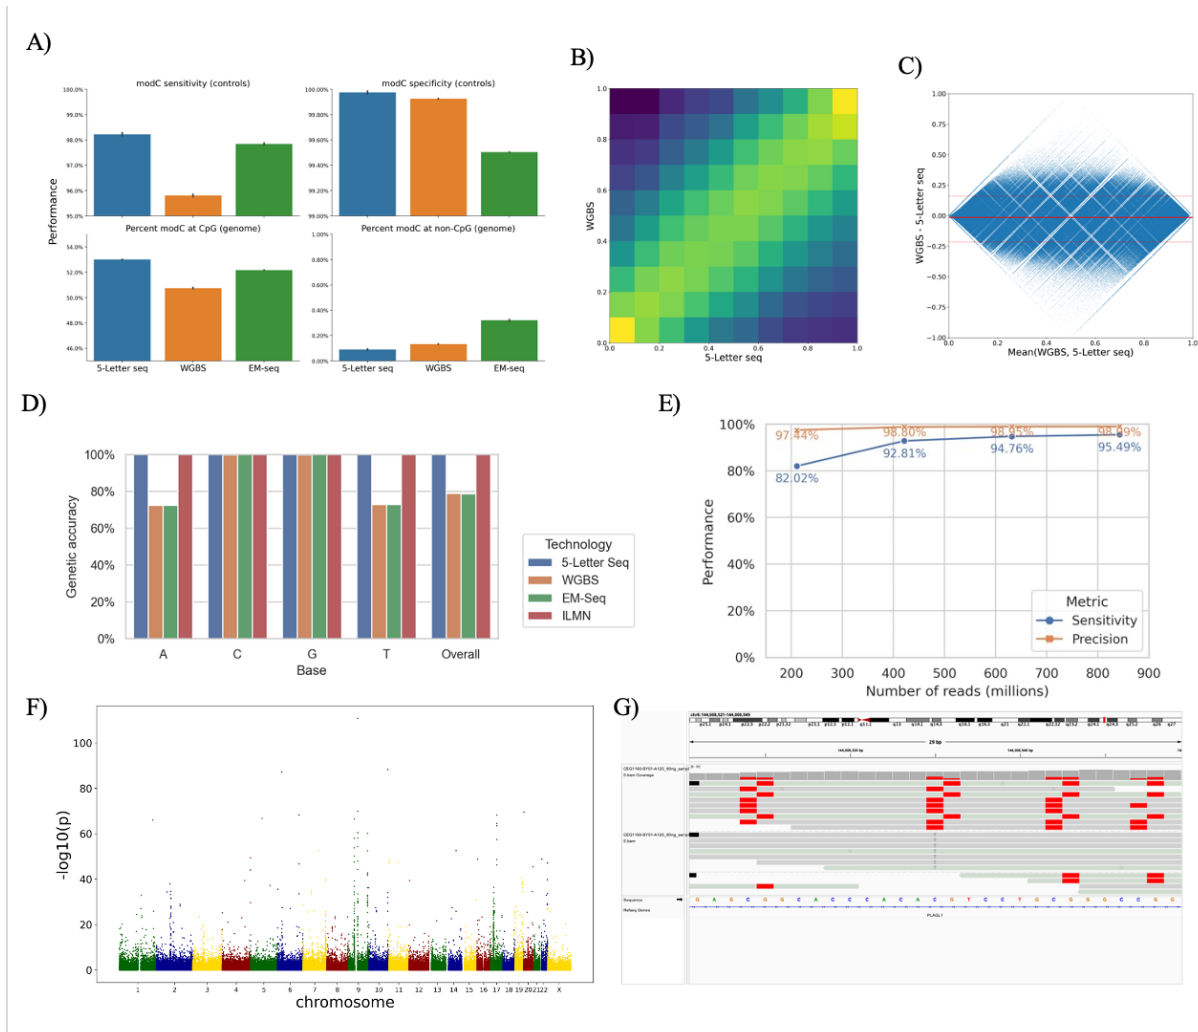 A)
modC sensitivity (controls)
modC specificity (controls)
Performance
100.0%
99.0%
98.0%
97.0%
96.0%
95.0%
100.00%
99.80%
99.60%
99.40%
99.20%
99.00%
Percent modC at CpG (genome)
Percent modC at non-CpG (genome)
54.0%
52.0%
50.0%
48.0%
46.0%
1.00%
0.80%
0.60%
0.40%
0.20%
0.00%
5-Letter seq WGBS EM-seq
5-Letter seq WGBS EM-seq
B)
WGBS
1.0
0.8
0.6
0.4
0.2
0.0
0.0 0.2 0.4 0.6 0.8 1.0
5-Letter seq
C)
WGBS - 5-Letter seq
1.00
0.75
0.50
0.25
0.00
−0.25
−0.50
−0.75
−1.00
0.0 0.2 0.4 0.6 0.8 1.0
Mean(WGBS, 5-Letter seq)
D)
Genetic accuracy
100%
80%
60%
40%
20%
0%
A C G T Overall
Base
Technology
5-Letter Seq
WGBS
EM-Seq
ILMN
E)
Performance
100%
80%
60%
40%
20%
0%
97.44% 98.80% 98.95% 98.99%
82.02% 92.81% 94.76% 95.49%
Metric
Sensitivity
Precision
200 300 400 500 600 700 800 900
Number of reads (millions)
F)
-log10(p)
100
80
60
40
20
0
1 2 3 4 5 6 7 8 9 10 11 12 13 14 15 16 17 18 19 20 21 22 X
chromosome
G)
29 bp
Sequence
G A G C G G C A C C C A C A C G T C C T G C G G G C C G G
Refseq Genes
PLAGL1